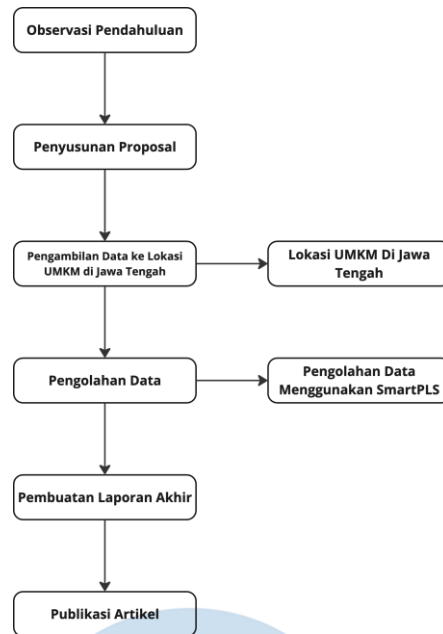 Observasi Pendahuluan
Penyusunan Proposal
Pengambilan Data ke Lokasi
UMKM di Jawa Tengah
Lokasi UMKM Di Jawa
Tengah
Pengolahan Data
Pengolahan Data
Menggunakan SmartPLS
Pembuatan Laporan Akhir
Publikasi Artikel